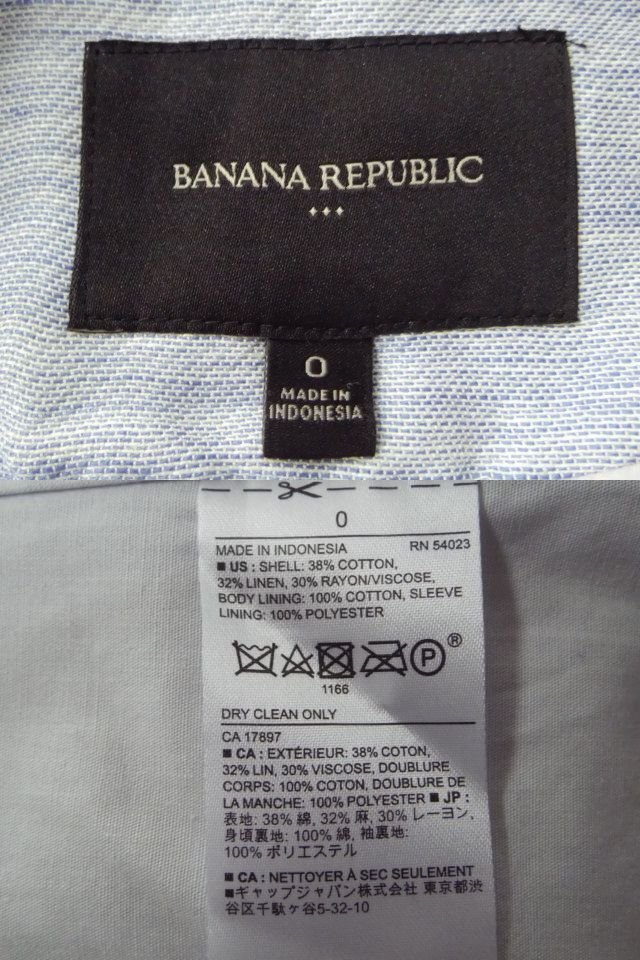 BANANA REPUBLIC
0
MADE IN
INDONESIA
0
MADE IN INDONESIA RN 54023
■ US : SHELL: 38% COTTON,
32% LINEN, 30% RAYON/VISCOSE,
BODY LINING: 100% COTTON, SLEEVE
LINING: 100% POLYESTER
P ®
1166
DRY CLEAN ONLY
CA 17897
■ CA : EXTÉRIEUR: 38% COTON,
32% LIN, 30% VISCOSE, DOUBLURE
CORPS: 100% COTON, DOUBLURE DE
LA MANCHE: 100% POLYESTER ■ JP :
表地: 38% 綿, 32% 麻, 30% レーヨン,
身頃裏地: 100% 綿, 袖裏地:
100% ポリエステル
■ CA : NETTOYER À SEC SEULEMENT
■ギャップジャパン株式会社 東京都渋
谷区千駄ヶ谷5-32-10